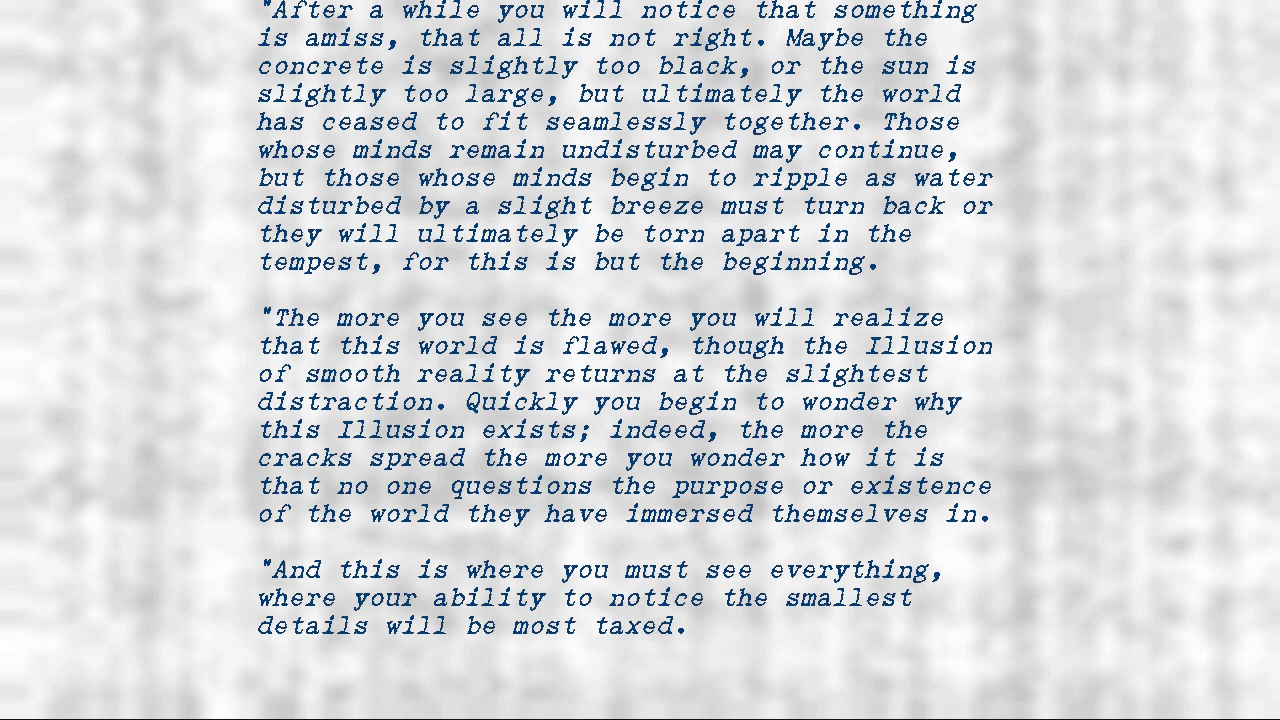 "After a while you will notice that something
is amiss, that all is not right. Maybe the
concrete is slightly too black, or the sun is
slightly too large, but ultimately the world
has ceased to fit seamlessly together. Those
whose minds remain undisturbed may continue,
but those whose minds begin to ripple as water
disturbed by a slight breeze must turn back or
they will ultimately be torn apart in the
tempest, for this is but the beginning.

"The more you see the more you will realize
that this world is flawed, though the Illusion
of smooth reality returns at the slightest
distraction. Quickly you begin to wonder why
this Illusion exists; indeed, the more the
cracks spread the more you wonder how it is
that no one questions the purpose or existence
of the world they have immersed themselves in.

"And this is where you must see everything,
where your ability to notice the smallest
details will be most taxed.